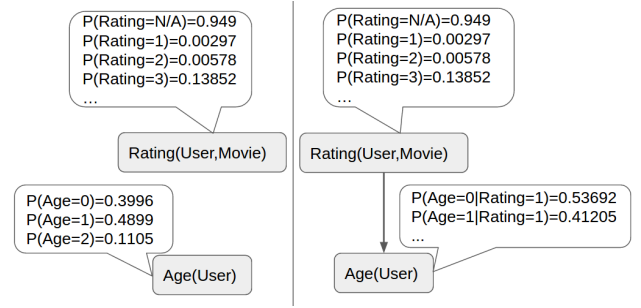 P(Rating=N/A)=0.949
P(Rating=1)=0.00297
P(Rating=2)=0.00578
P(Rating=3)=0.13852
...
Rating(User,Movie)
P(Age=0)=0.3996
P(Age=1)=0.4899
P(Age=2)=0.1105
Age(User)
P(Rating=N/A)=0.949
P(Rating=1)=0.00297
P(Rating=2)=0.00578
P(Rating=3)=0.13852
...
Rating(User,Movie)
P(Age=0|Rating=1)=0.53692
P(Age=1|Rating=1)=0.41205
...
Age(User)